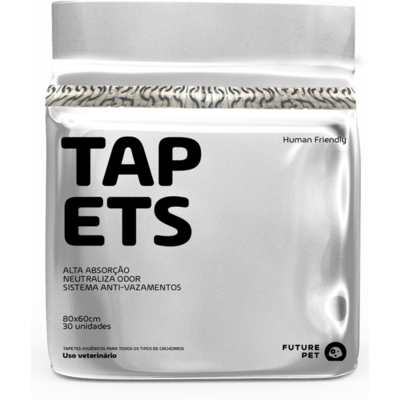 TAP
ETS
Human Friendly
ALTA ABSORÇÃO
NEUTRALIZA ODOR
SISTEMA ANTI-VAZAMENTOS
80x60cm
30 unidades
TAPETES HIGIÊNICOS PARA TODOS OS TIPOS DE CACHORROS
Uso veterinário
FUTURE
PET